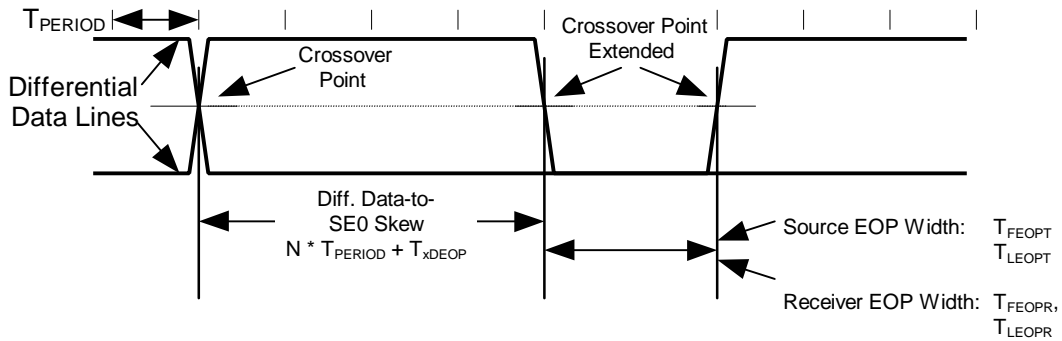 TPERIOD
Differential
Data Lines
Crossover
Point
Crossover Point
Extended
Diff. Data-to-
SE0 Skew
N * TPERIOD + TxDEOP
Source EOP Width: TFEOPT
TLEOPT
Receiver EOP Width: TFEOPR,
TLEOPR